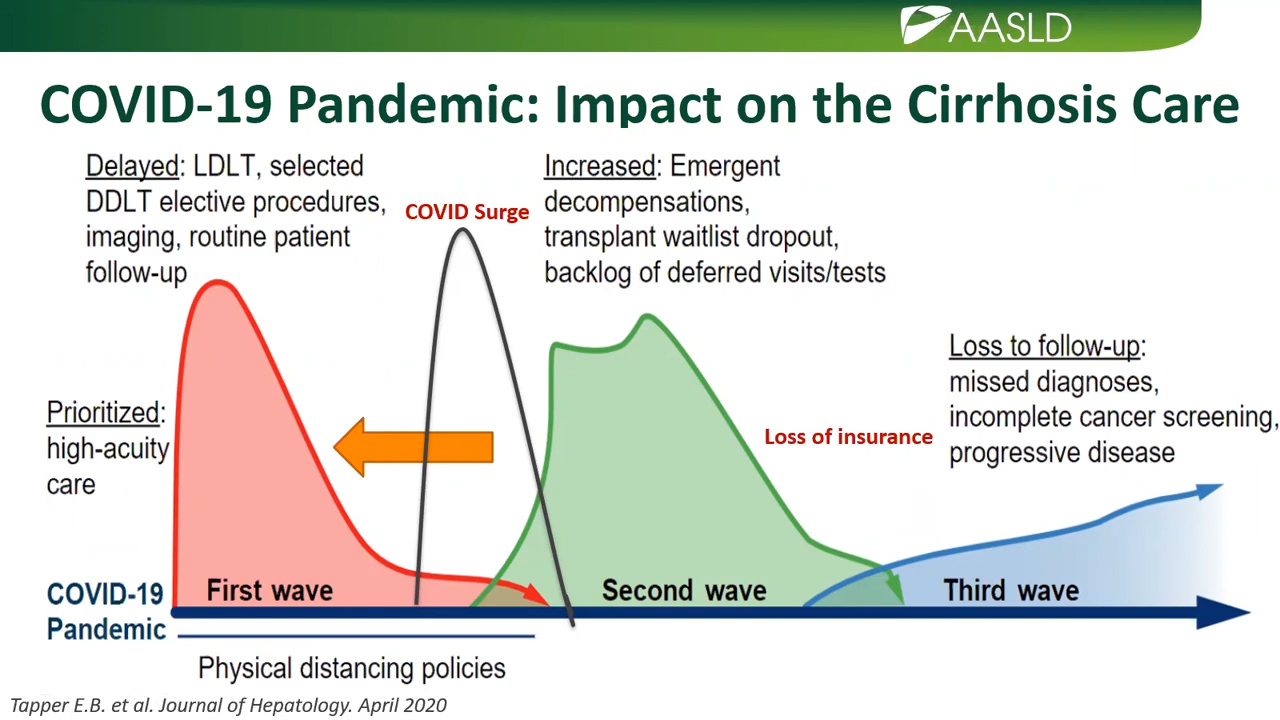 AASLD
COVID-19 Pandemic: Impact on the Cirrhosis Care
Delayed: LDLT, selected
DDLT elective procedures,
imaging, routine patient
follow-up
COVID Surge
Increased: Emergent
decompensations,
transplant waitlist dropout,
backlog of deferred visits/tests
Prioritized:
high-acuity
care
Loss of insurance
Loss to follow-up:
missed diagnoses,
incomplete cancer screening,
progressive disease
COVID-19
Pandemic
First wave
Second wave
Third wave
Physical distancing policies
Tapper E.B. et al. Journal of Hepatology. April 2020